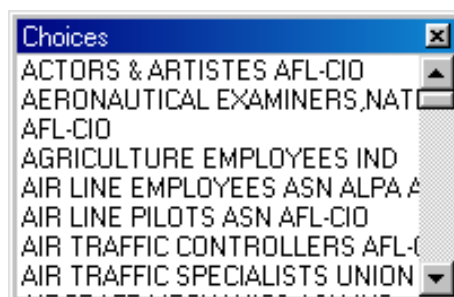 Choices
ACTORS & ARTISTES AFL-CIO
AERONAUTICAL EXAMINERS,NAT
AFL-CIO
AGRICULTURE EMPLOYEES IND
AIR LINE EMPLOYEES ASN ALPA A
AIR LINE PILOTS ASN AFL-CIO
AIR TRAFFIC CONTROLLERS AFL-
AIR TRAFFIC SPECIALISTS UNION